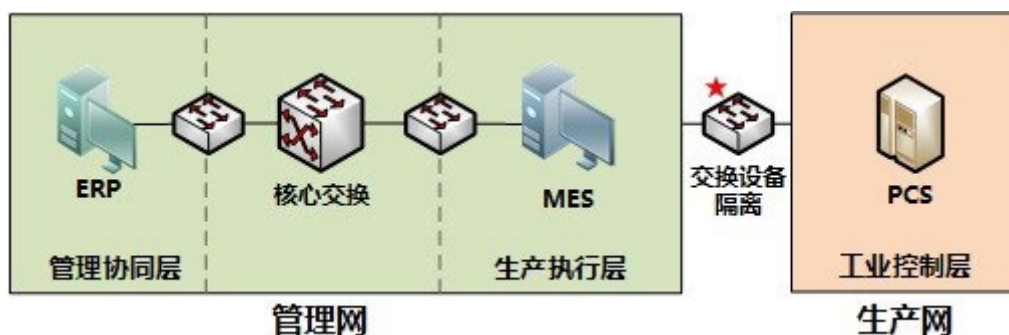 ERP
核心交换
MES
交换设备
隔离
PCS
管理协同层
生产执行层
工业控制层
管理网
生产网